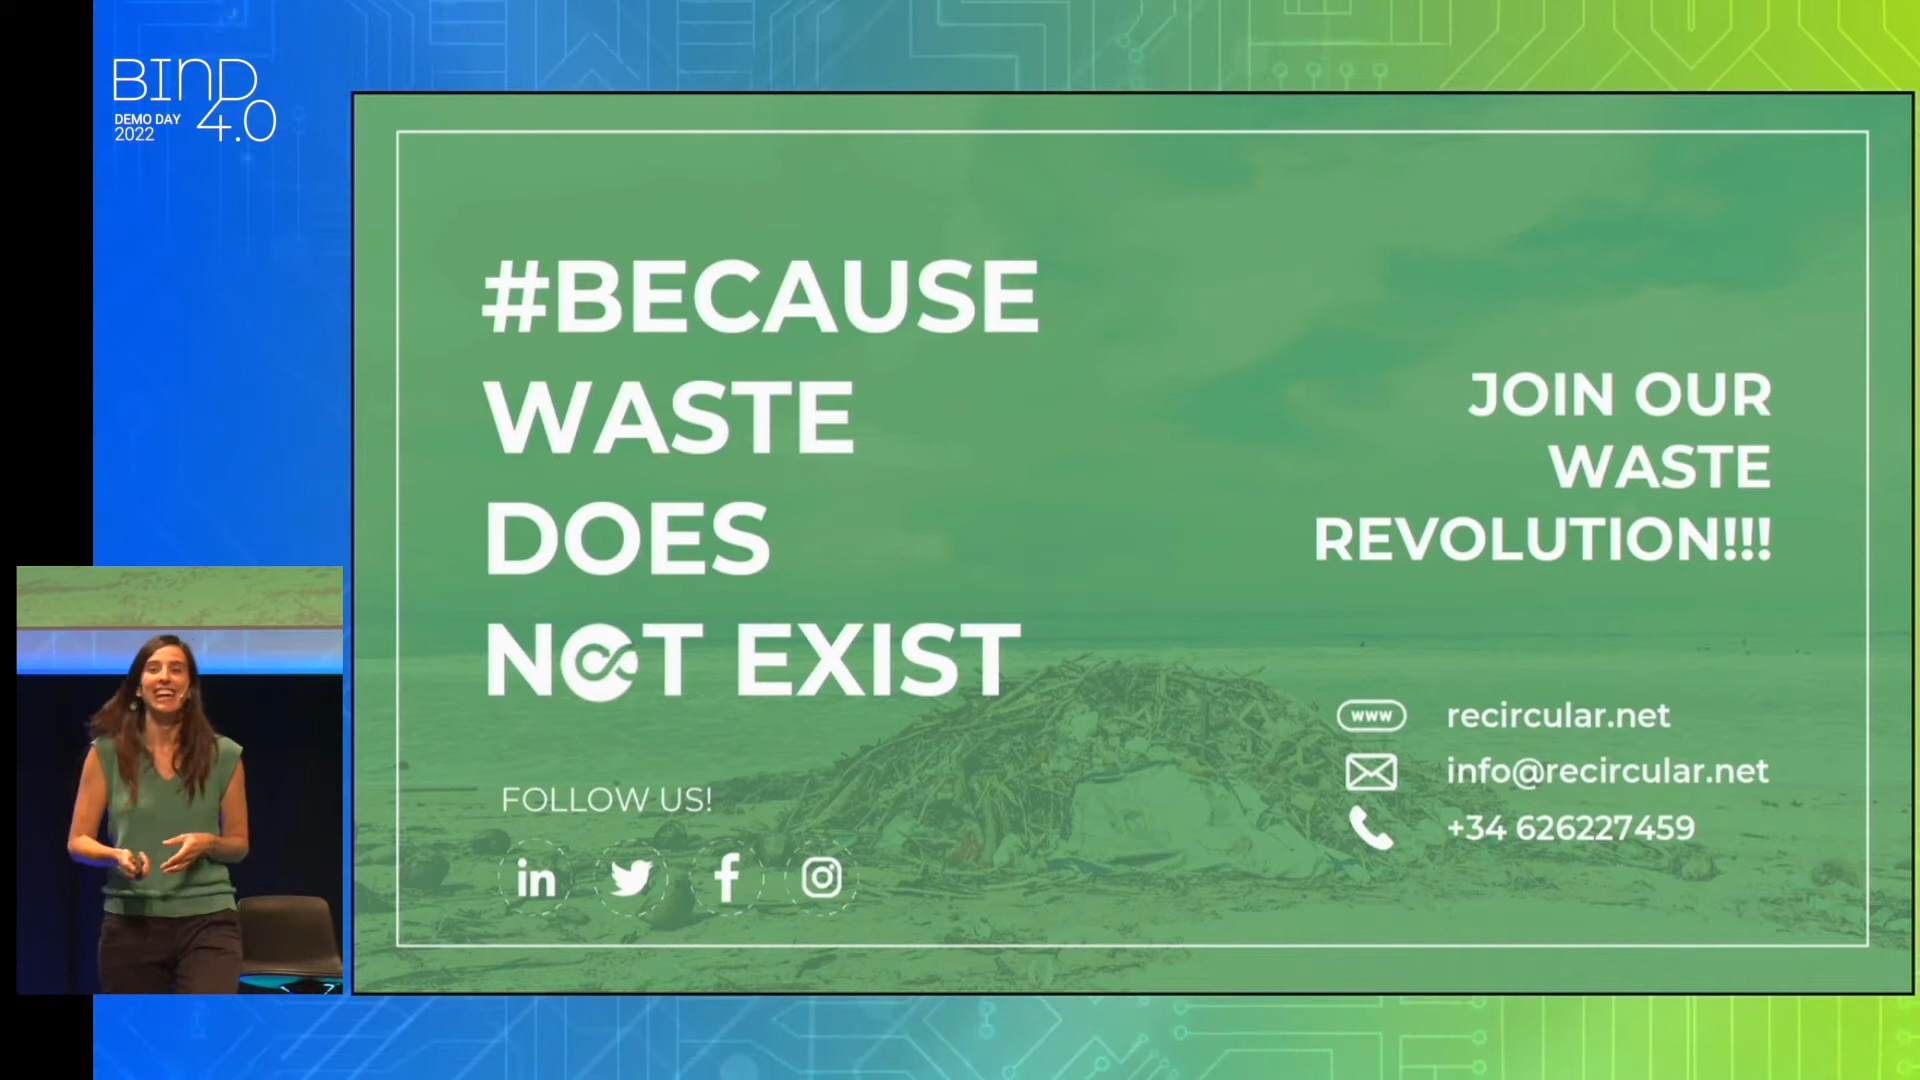 BIND
4.0
DEMO DAY
2022
#BECAUSE
WASTE
DOES
NOT EXIST
FOLLOW US!
in
JOIN OUR
WASTE
REVOLUTION!!!
www recircular.net
info@recircular.net
+34 626227459